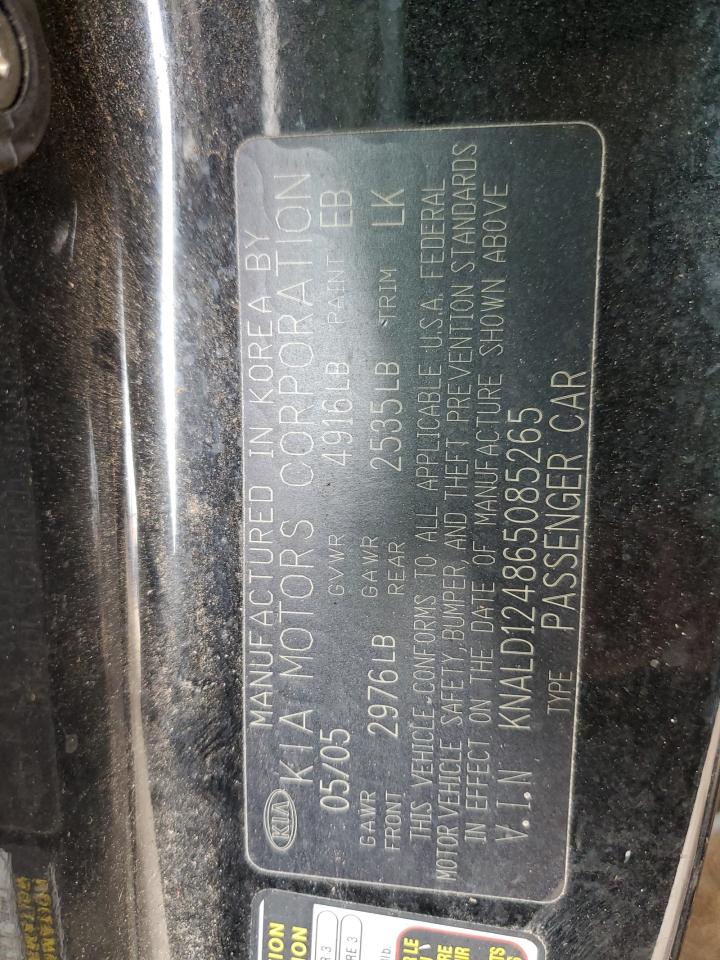 MANUFACTURED IN KOREA BY
KIA KIA MOTORS CORPORATION
05/05 GVWR 4916LB PAINT EB
GAWR FRONT 2976LB GAWR REAR 2535LB TRIM LK
THIS VEHICLE CONFORMS TO ALL APPLICABLE U.S.A. FEDERAL
MOTOR VEHICLE SAFETY, BUMPER, AND THEFT PREVENTION STANDARDS
IN EFFECT ON THE DATE OF MANUFACTURE SHOWN ABOVE
V.I.N KNALD124865085265
TYPE PASSENGER CAR